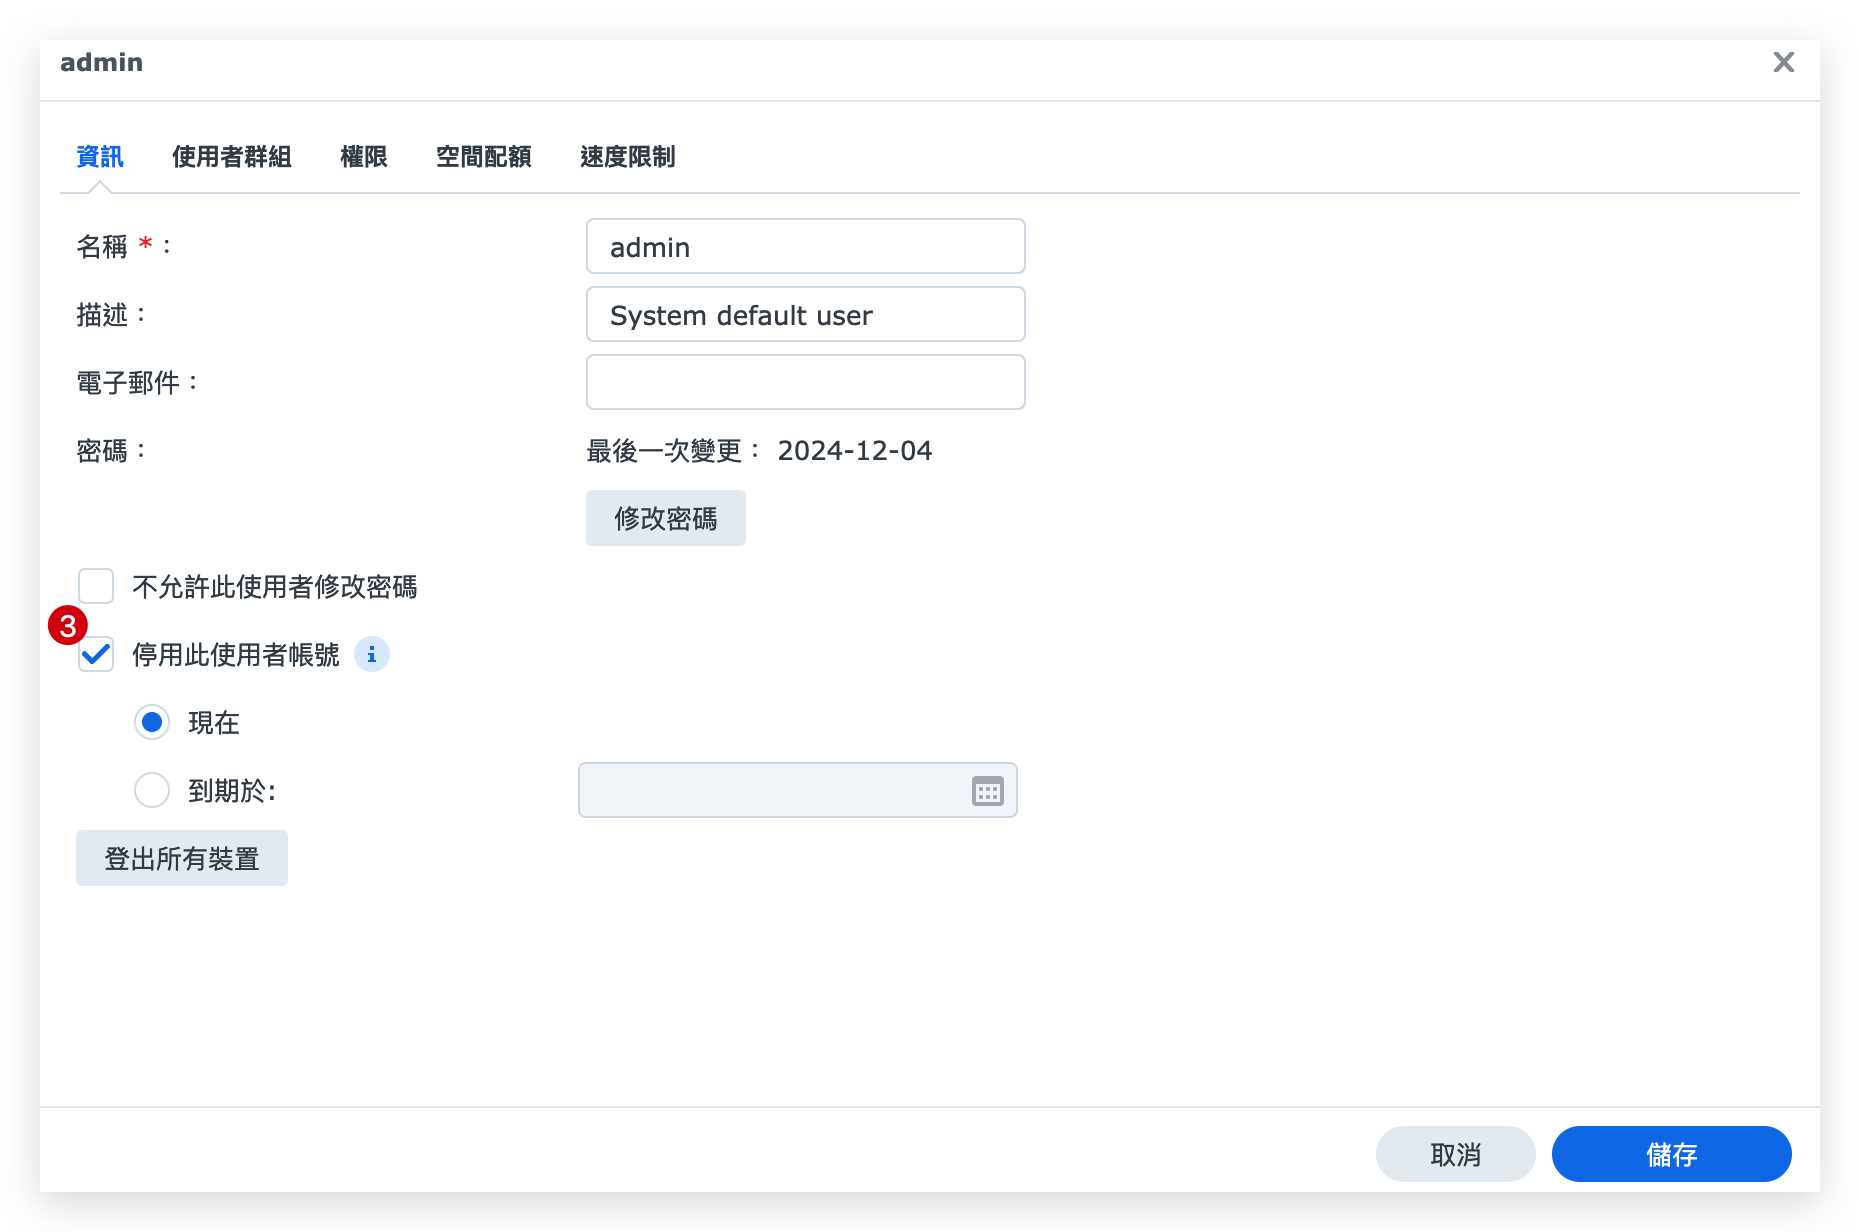 admin
資訊 使用者群組 權限 空間配額 速度限制
名稱 * : admin
描述 : System default user
電子郵件 :
密碼 : 最後一次變更 : 2024-12-04
修改密碼
不允許此使用者修改密碼
3
停用此使用者帳號 i
現在
到期於:
登出所有裝置
取消 儲存